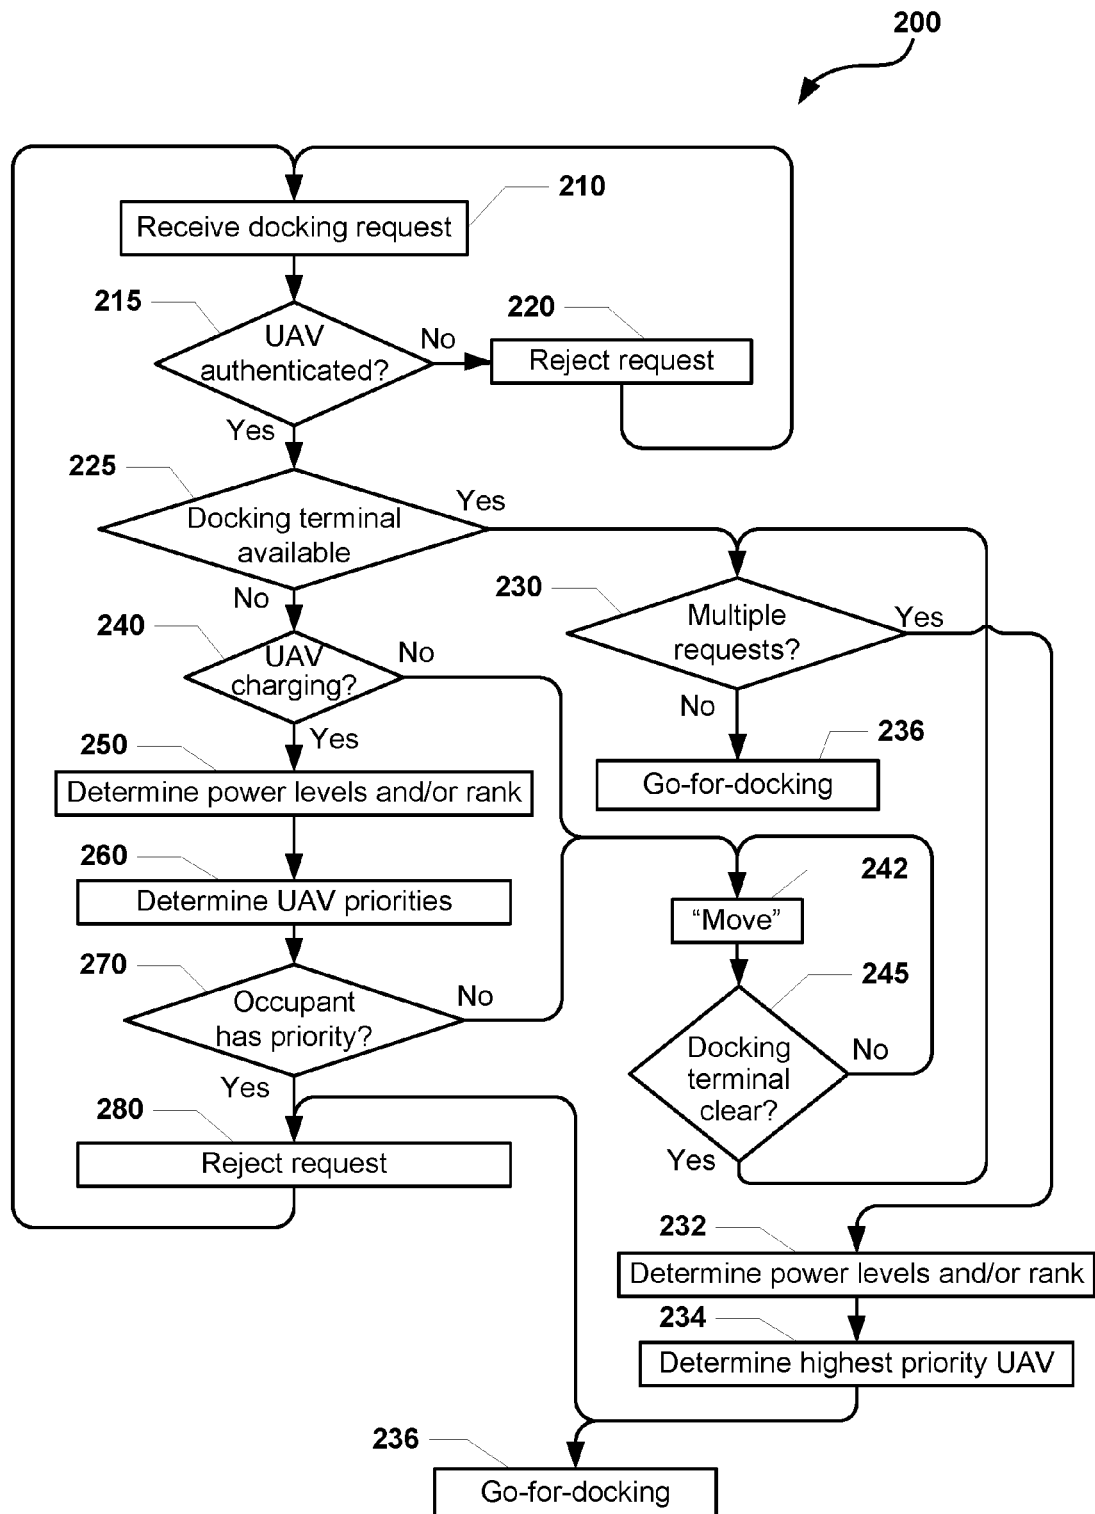 200
210
Receive docking request
215
UAV
authenticated?
No
220
Reject request
Yes
225
Docking terminal
available
Yes
No
230
Multiple
requests?
Yes
No
236
Go-for-docking
240
UAV
charging?
No
Yes
250
Determine power levels and/or rank
260
Determine UAV priorities
242
“Move”
270
Occupant
has priority?
No
Yes
245
Docking
terminal
clear?
No
Yes
280
Reject request
232
Determine power levels and/or rank
234
Determine highest priority UAV
236
Go-for-docking